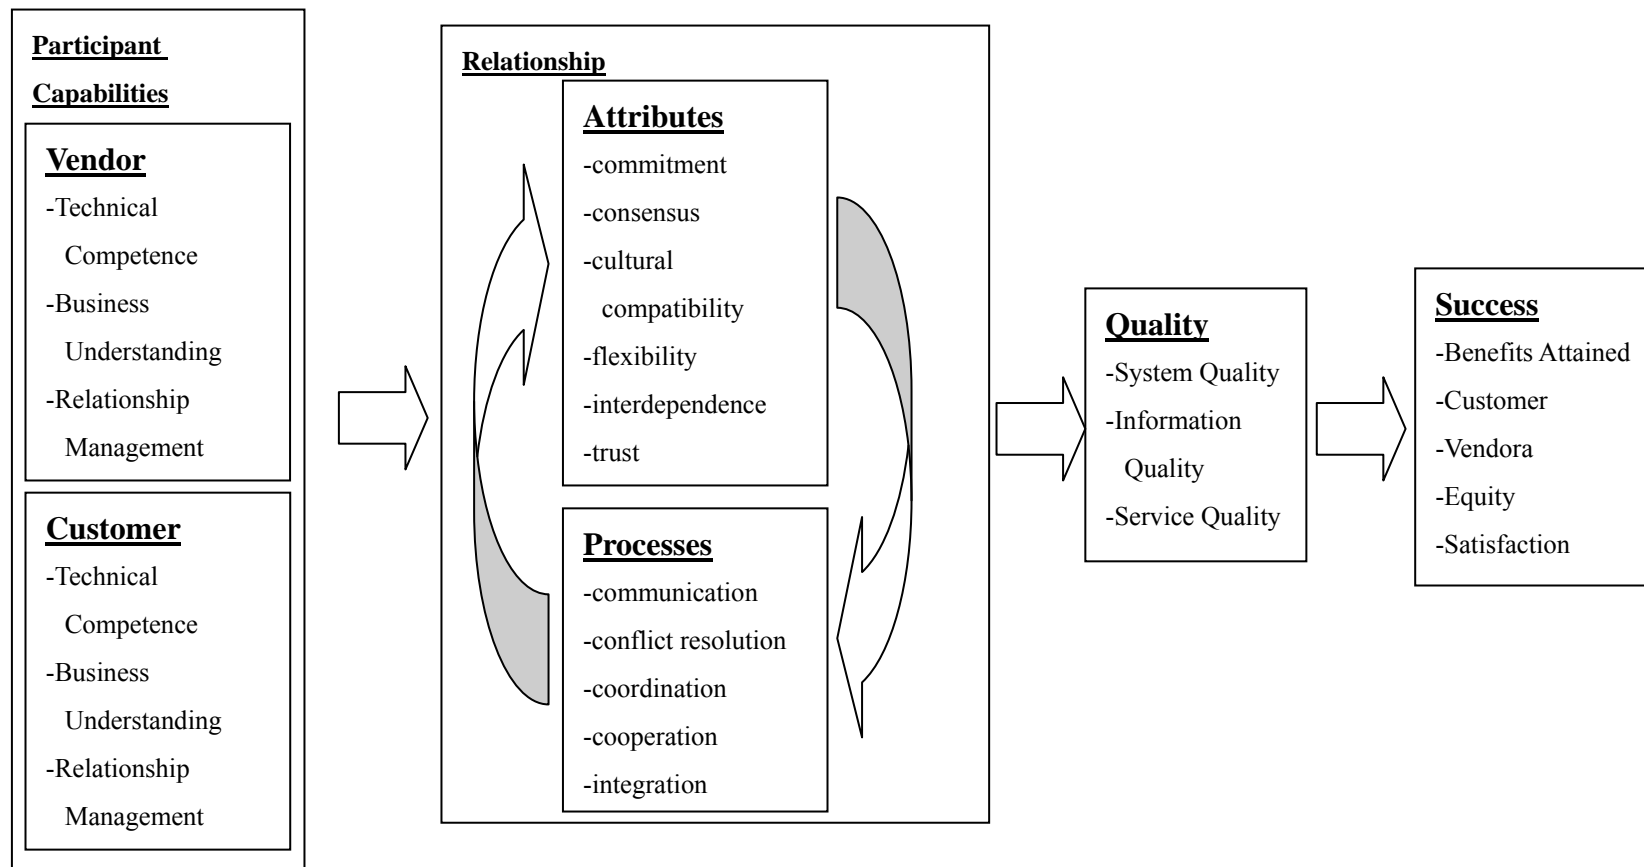 Participant
Capabilities
Vendor
-Technical
Competence
-Business
Understanding
-Relationship
Management
Customer
-Technical
Competence
-Business
Understanding
-Relationship
Management
Relationship
Attributes
-commitment
-consensus
-cultural
compatibility
-flexibility
-interdependence
-trust
Processes
-communication
-conflict resolution
-coordination
-cooperation
-integration
Quality
-System Quality
-Information
Quality
-Service Quality
Success
-Benefits Attained
-Customer
-Vendora
-Equity
-Satisfaction